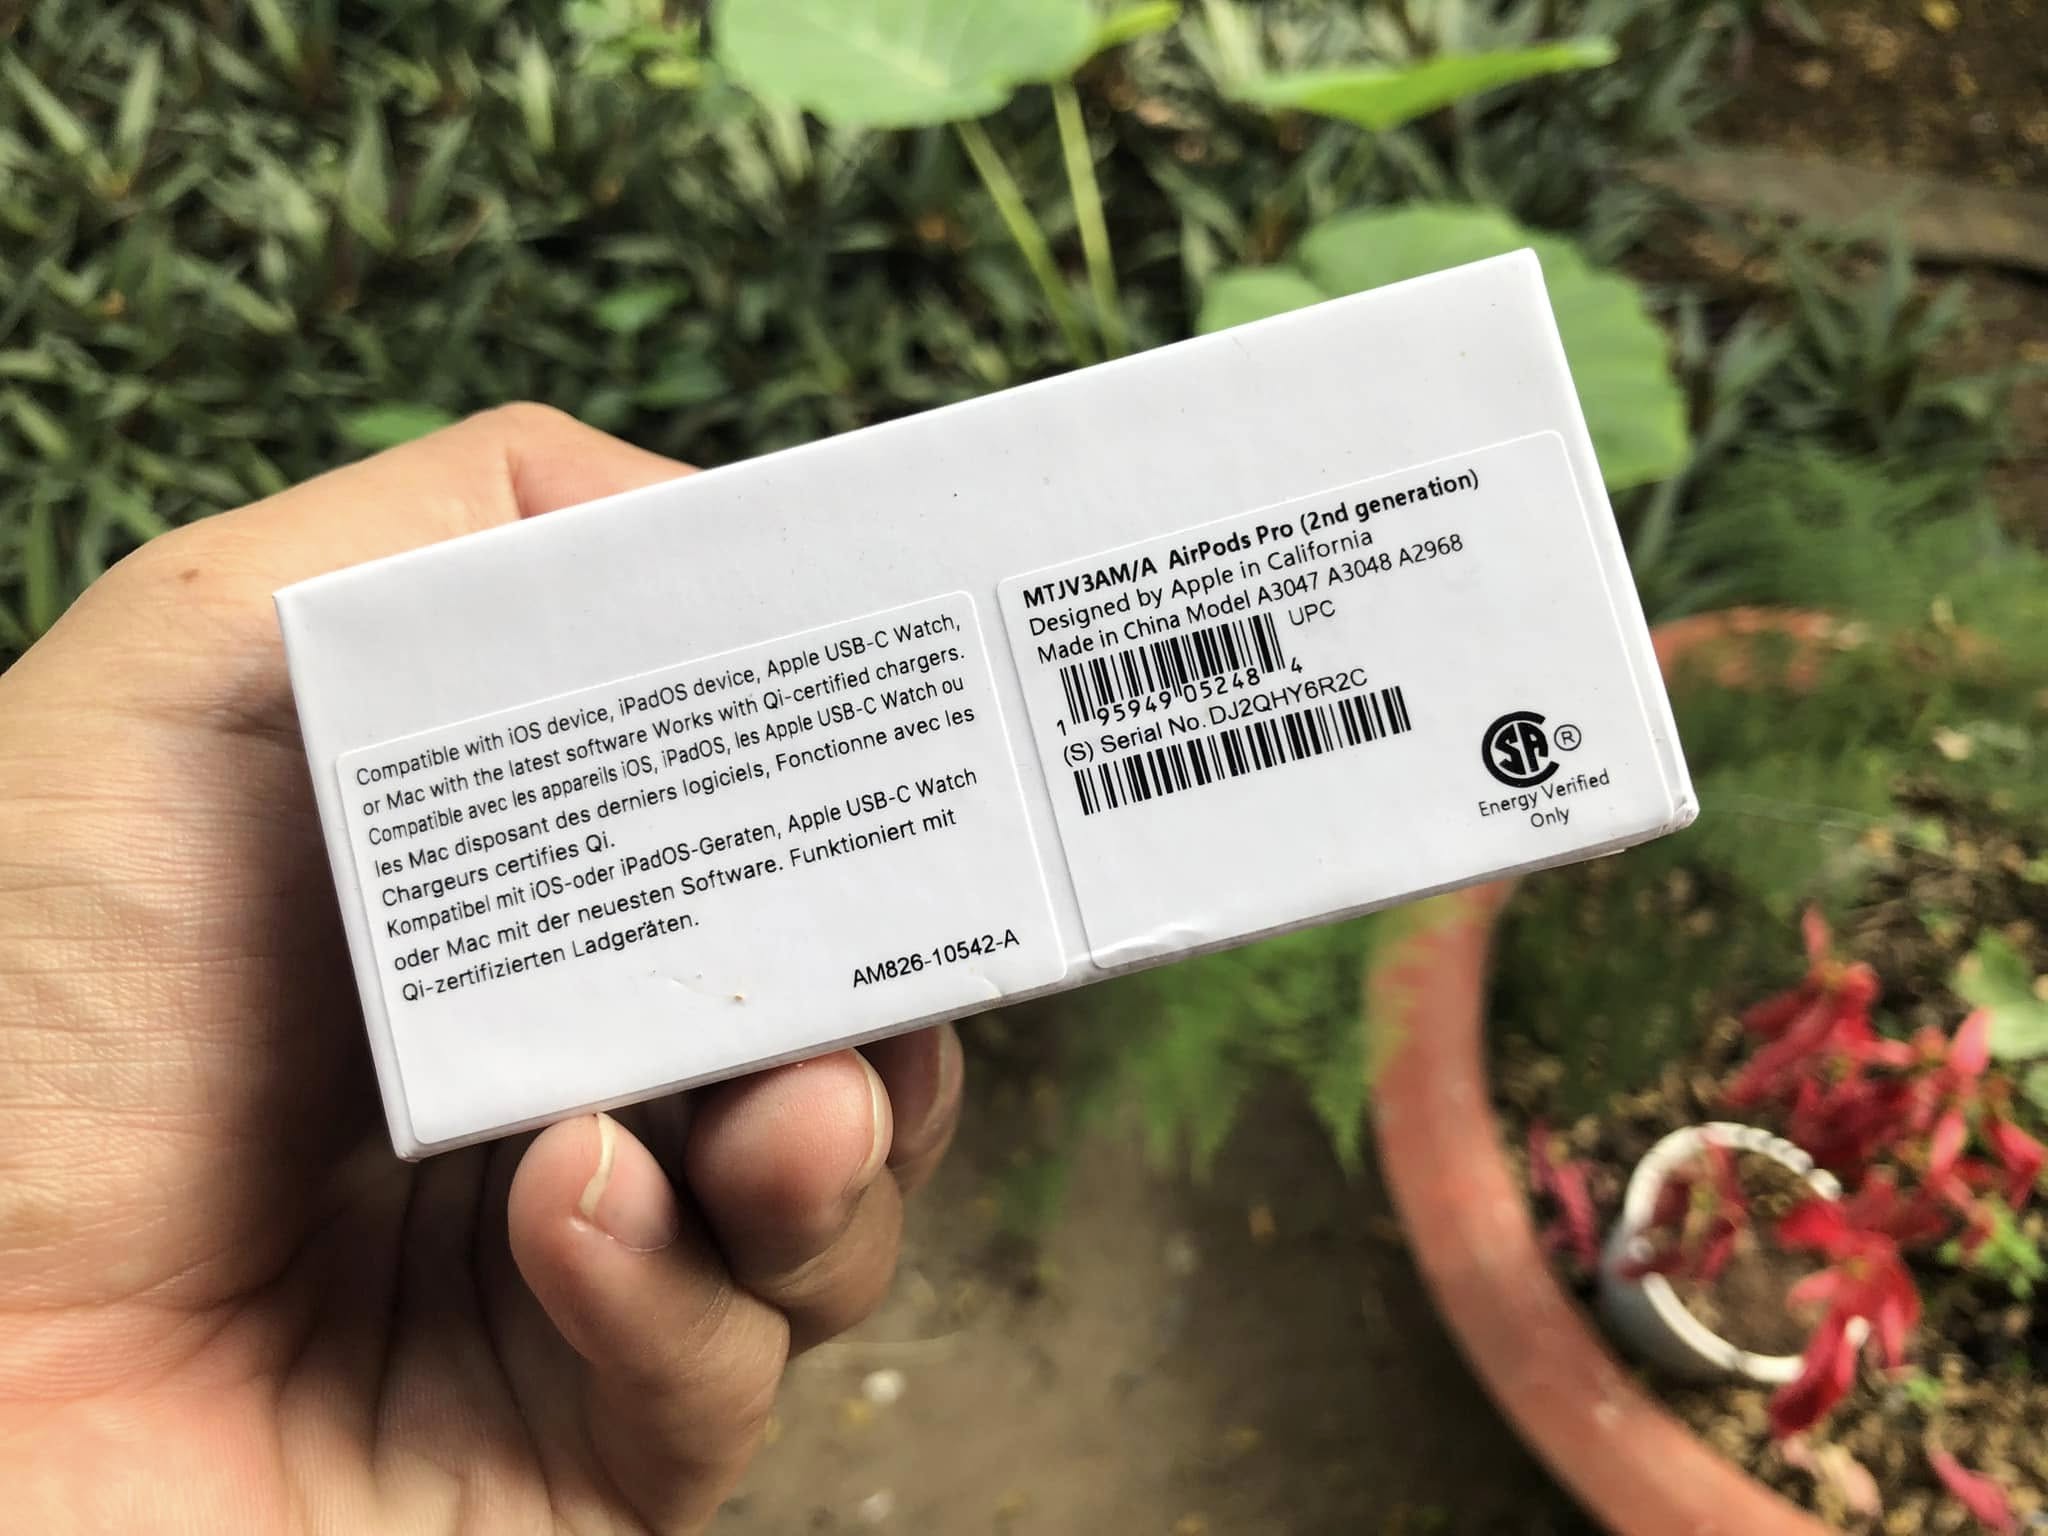 Compatible with iOS device, iPadOS device, Apple USB-C Watch,
or Mac with the latest software Works with Qi-certified chargers.
Compatible avec les appareils iOS, iPadOS, les Apple USB-C Watch ou
les Mac disposant des derniers logiciels, Fonctionne avec les
Chargeurs certifies Qi.
Kompatibel mit iOS-oder iPadOS-Geraten, Apple USB-C Watch
oder Mac mit der neuesten Software. Funktioniert mit
Qi-zertifizierten Ladgeräten.
AM826-10542-A
MTJV3AM/A AirPods Pro (2nd generation)
Designed by Apple in California
Made in China Model A3047 A3048 A2968
UPC
1 95949 05248 4
(S) Serial No. DJ2QHY6R2C
SA ®
Energy Verified
Only